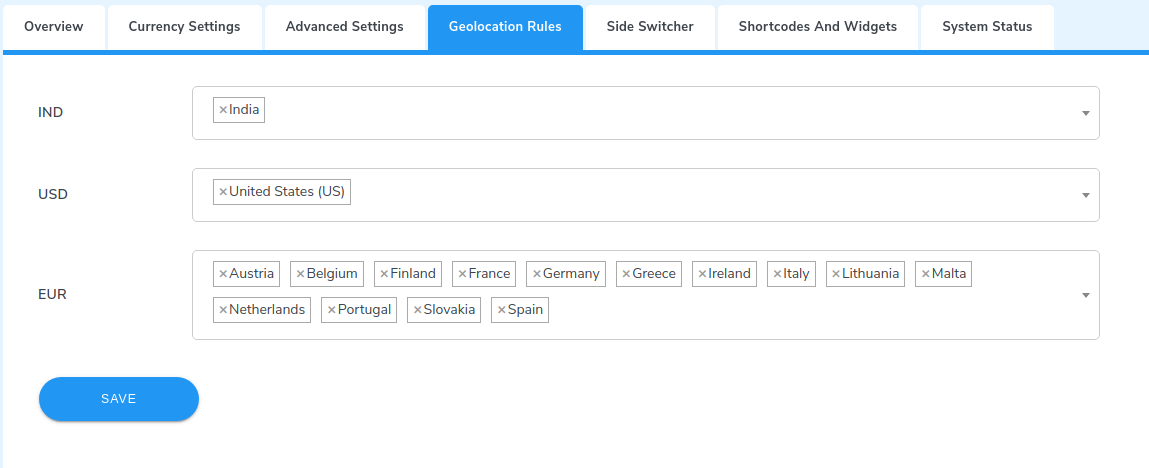 Overview Currency Settings Advanced Settings Geolocation Rules Side Switcher Shortcodes And Widgets System Status
IND ×India
USD ×United States (US)
×Austria ×Belgium ×Finland ×France ×Germany ×Greece ×Ireland ×Italy ×Lithuania ×Malta
EUR
×Netherlands ×Portugal ×Slovakia ×Spain
SAVE